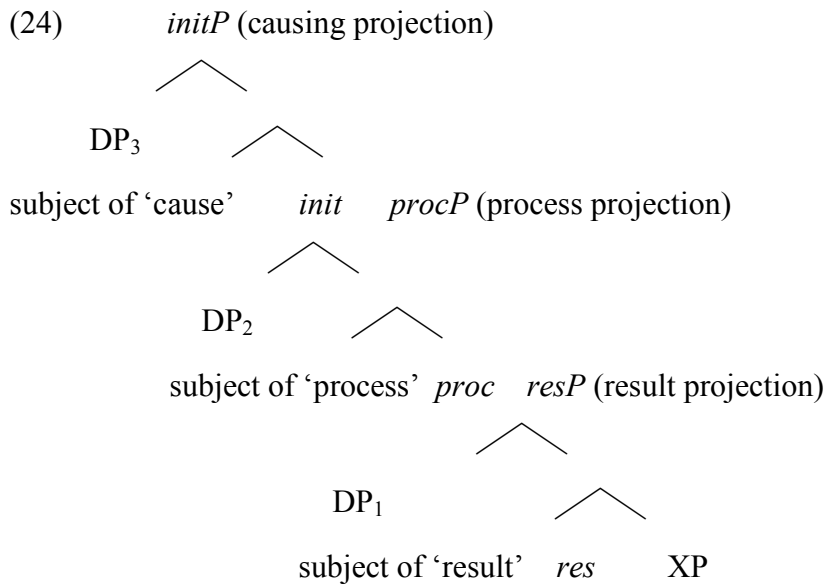 (24) initP (causing projection)
DP₃
subject of ‘cause’ init procP (process projection)
DP₂
subject of ‘process’ proc resP (result projection)
DP₁
subject of ‘result’ res XP